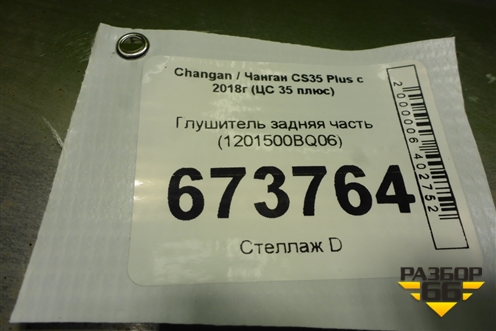 Changan / Чанган CS35 Plus с
2018г (ЦС 35 плюс)
Глушитель задняя часть
(1201500BQ06)
673764
Стеллаж D
2000006402752
РАЗБОР
66